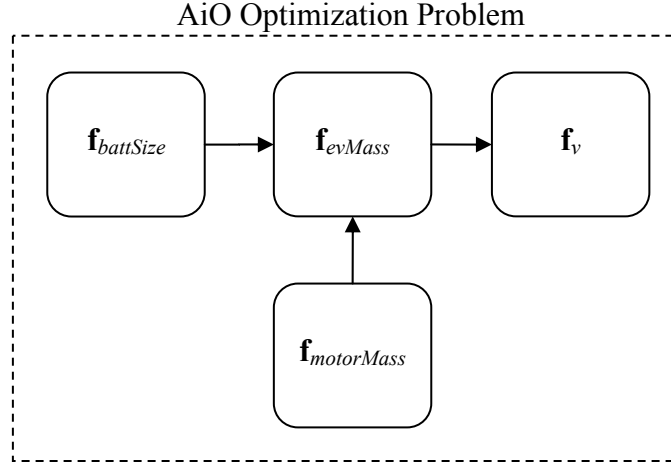 AiO Optimization Problem
f_battSize
f_evMass
f_v
f_motorMass